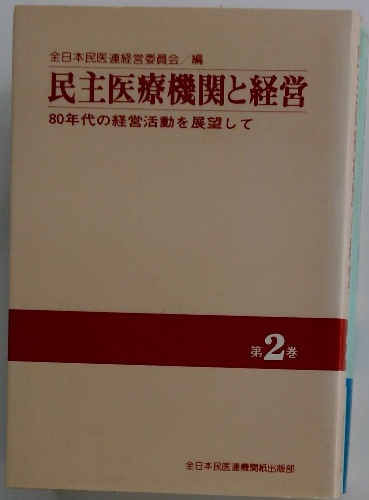 全日本民医連経営委員会／編
民主医療機関と経営
80年代の経営活動を展望して
第2巻
全日本民医連機関紙出版部